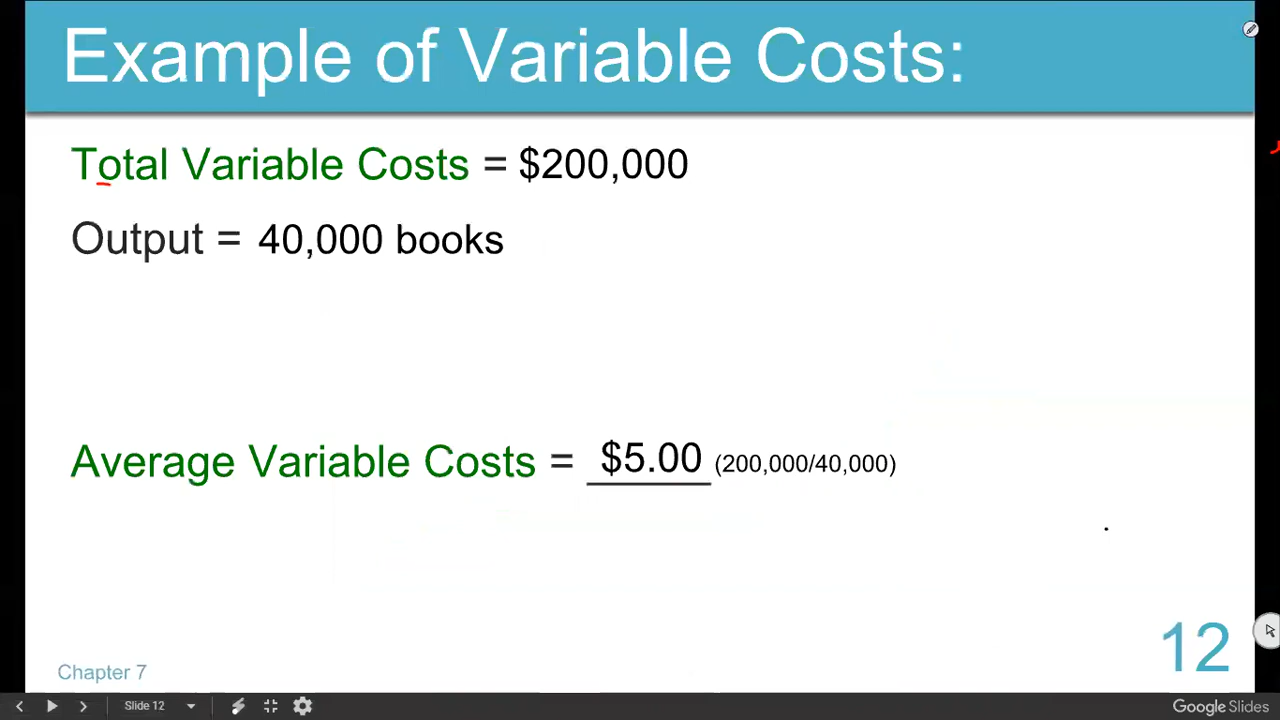 Example of Variable Costs:
Total Variable Costs = $200,000
Output = 40,000 books
Average Variable Costs = $5.00 (200,000/40,000)
12
Chapter 7
Slide 12
Google Slides